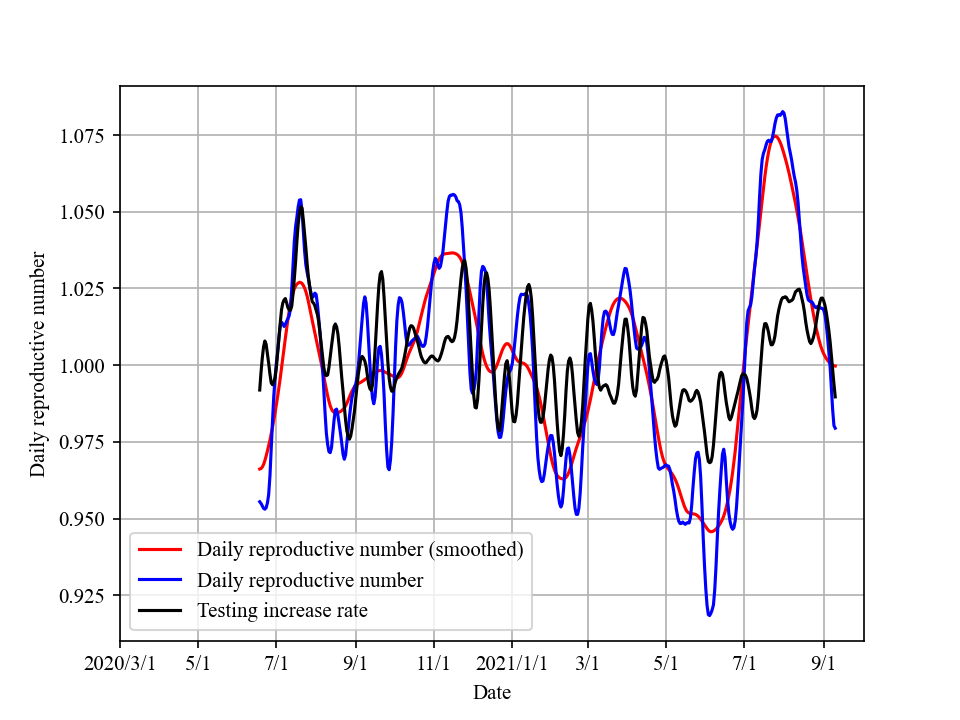 1.075
1.050
1.025
1.000
0.975
0.950
0.925
Daily reproductive number
Daily reproductive number (smoothed)
Daily reproductive number
Testing increase rate
2020/3/1 5/1 7/1 9/1 11/1 2021/1/1 3/1 5/1 7/1 9/1
Date